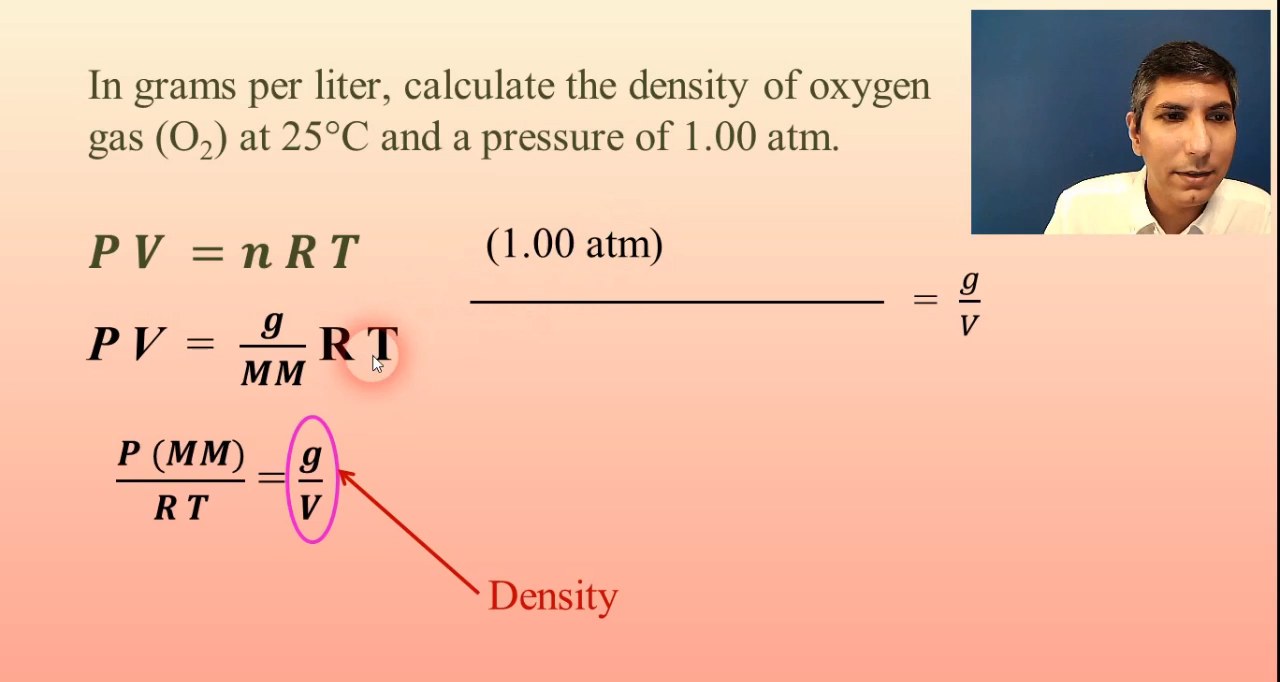 In grams per liter, calculate the density of oxygen
gas (O₂) at 25°C and a pressure of 1.00 atm.
P V = n R T
P V = g/MM R T
P (MM)/R T = g/V
(1.00 atm)
= g/V
Density